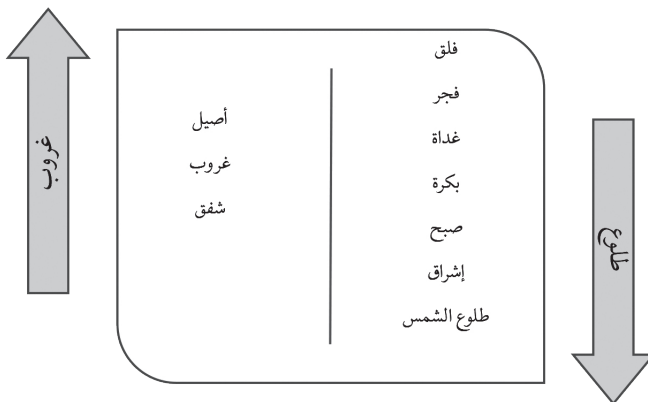 فلق
فجر
غداة
بكرة
صبح
إشراق
طلوع الشمس
أصيل
غروب
شفق
طلوع
غروب